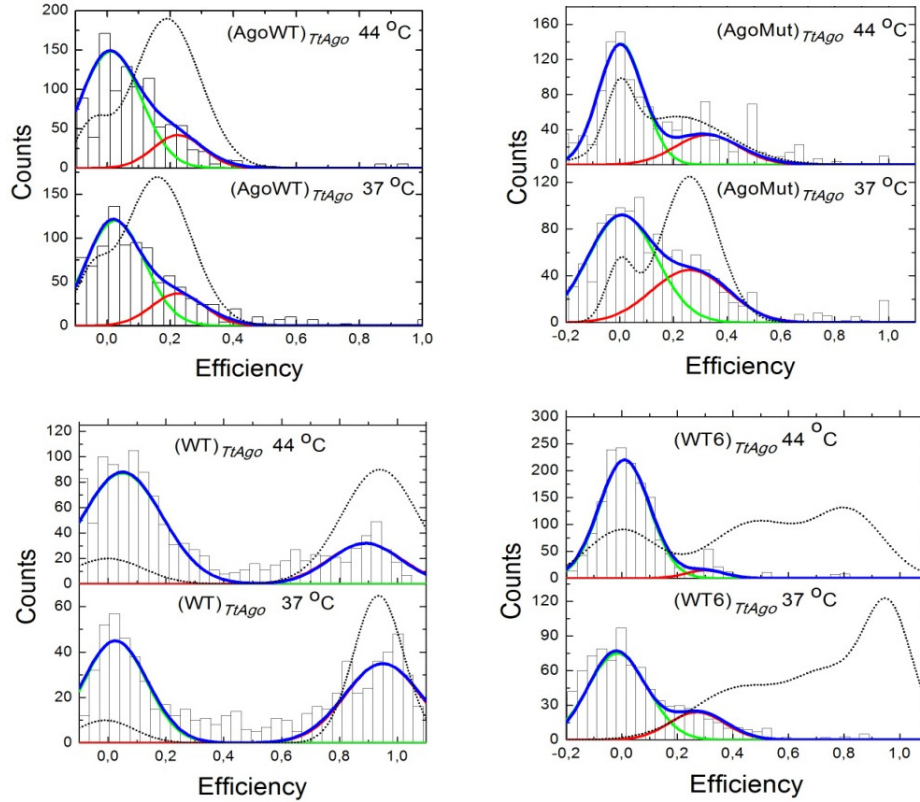 (AgoWT)TtAgo 44 °C
200
150
100
50
0
(AgoWT)TtAgo 37 °C
150
100
50
0
Counts
0,0 0,2 0,4 0,6 0,8 1,0
Efficiency
(AgoMut)TtAgo 44 °C
200
160
120
80
40
0
(AgoMut)TtAgo 37 °C
120
80
40
0
Counts
-0,2 0,0 0,2 0,4 0,6 0,8 1,0
Efficiency
(WT)TtAgo 44 °C
120
100
80
60
40
20
0
(WT)TtAgo 37 °C
60
40
20
0
Counts
0,0 0,2 0,4 0,6 0,8 1,0
Efficiency
(WT6)TtAgo 44 °C
300
250
200
150
100
50
0
(WT6)TtAgo 37 °C
120
90
60
30
0
Counts
-0,2 0,0 0,2 0,4 0,6 0,8 1,0
Efficiency